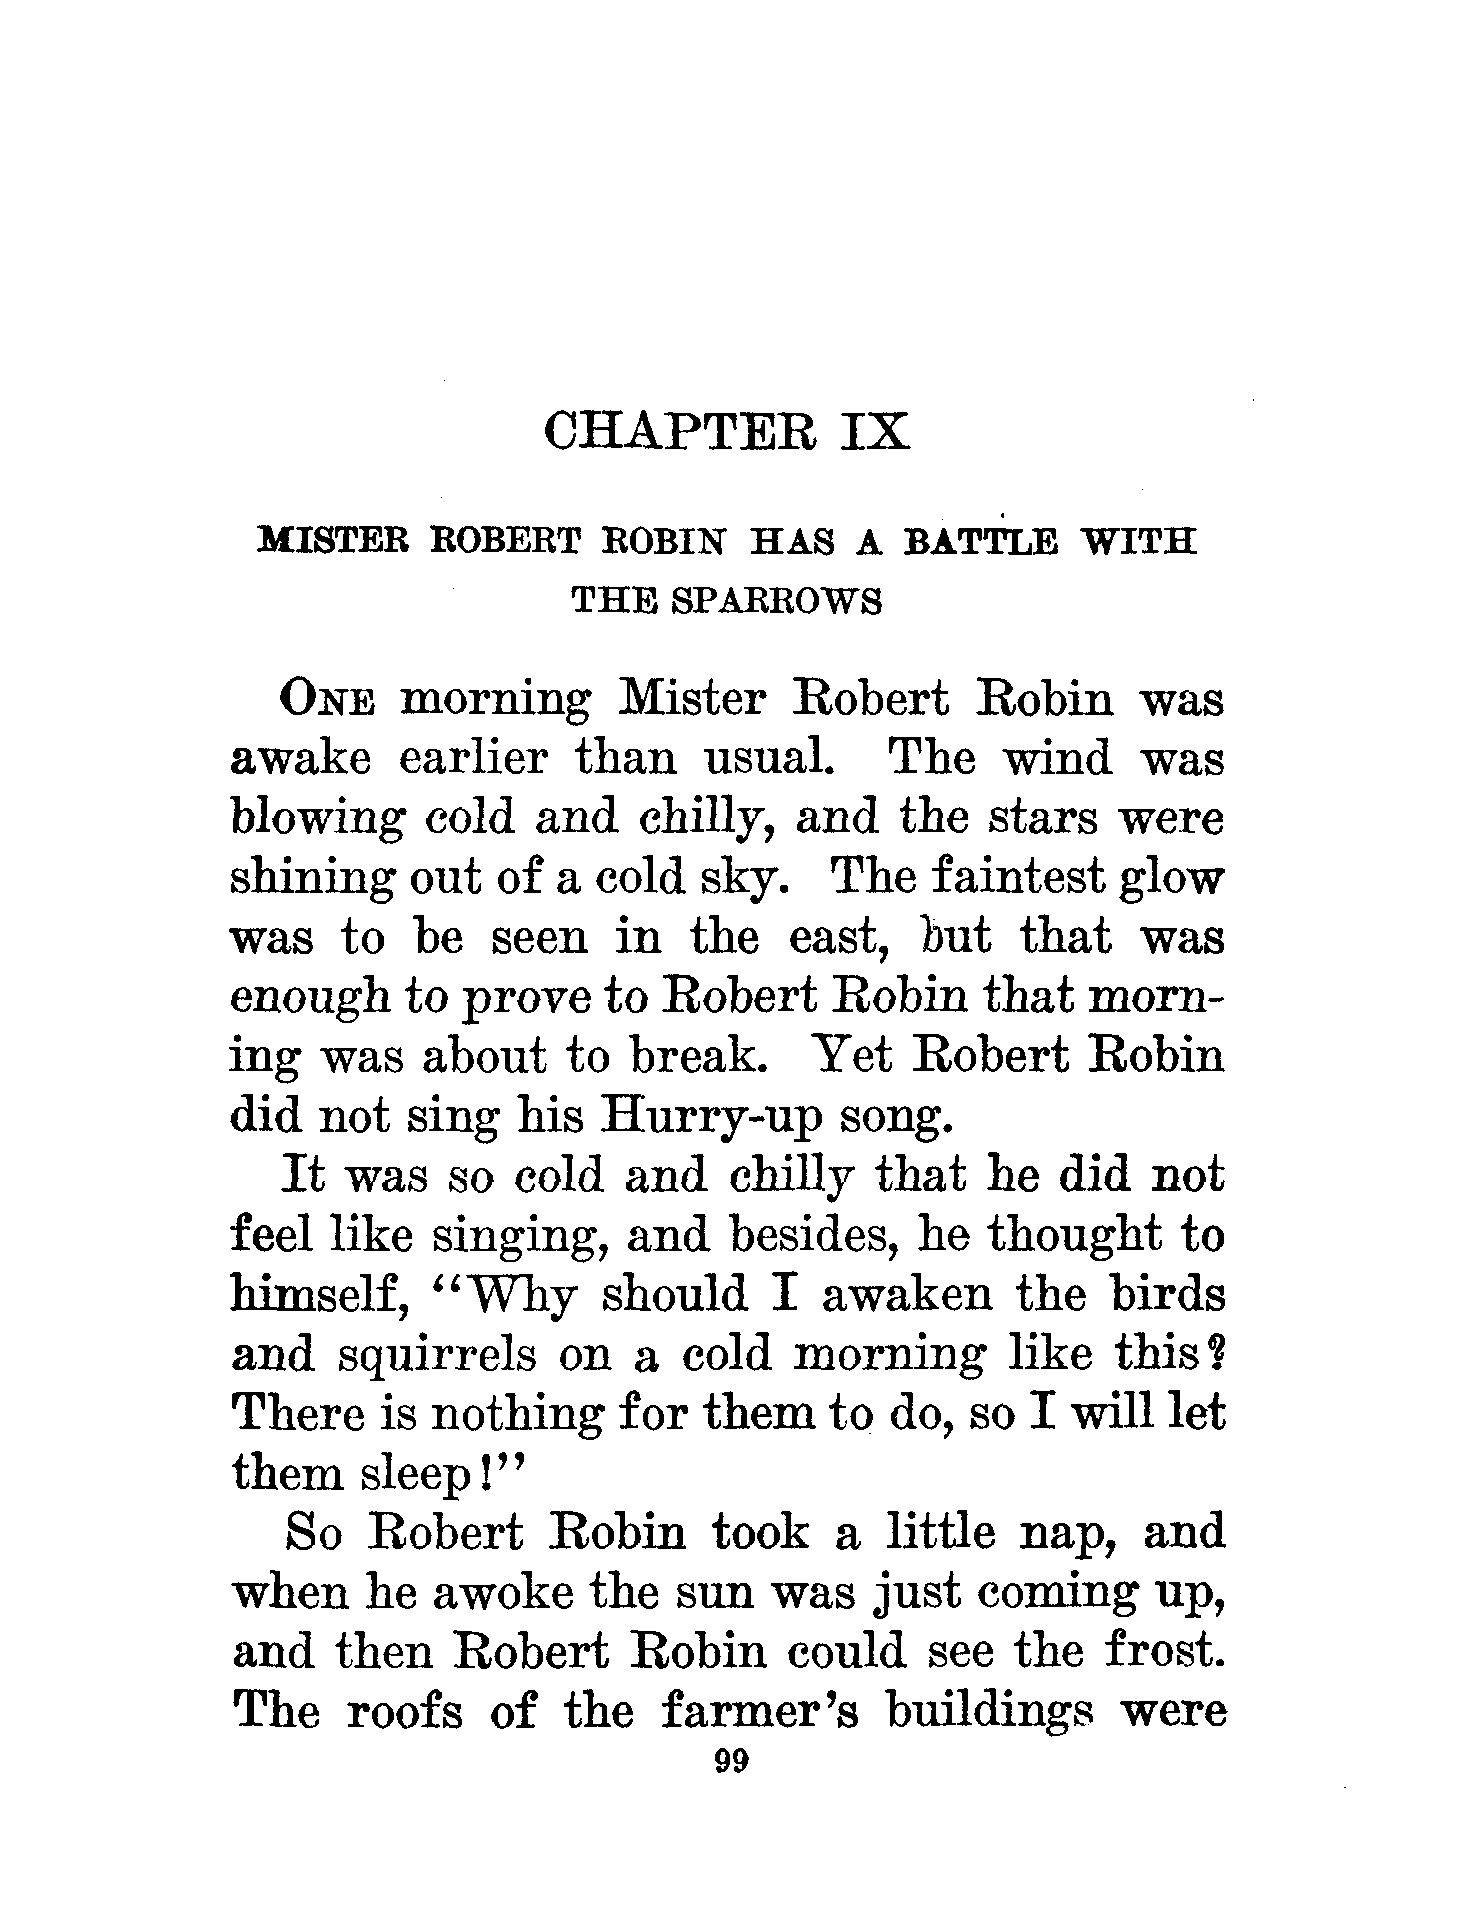 CHAPTER IX
MISTER ROBERT ROBIN HAS A BATTLE WITH
THE SPARROWS
ONE morning Mister Robert Robin was
awake earlier than usual. The wind was
blowing cold and chilly, and the stars were
shining out of a cold sky. The faintest glow
was to be seen in the east, but that was
enough to prove to Robert Robin that morn-
ing was about to break. Yet Robert Robin
did not sing his Hurry-up song.
It was so cold and chilly that he did not
feel like singing, and besides, he thought to
himself, “Why should I awaken the birds
and squirrels on a cold morning like this?
There is nothing for them to do, so I will let
them sleep!”
So Robert Robin took a little nap, and
when he awoke the sun was just coming up,
and then Robert Robin could see the frost.
The roofs of the farmer’s buildings were
99